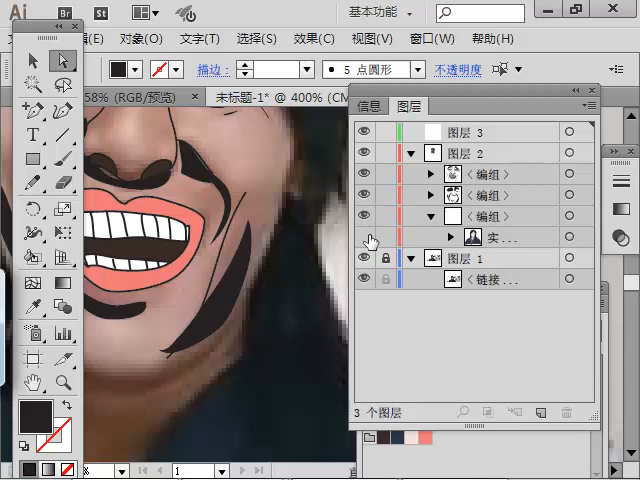 Ai Br St 基本功能
编辑(E) 对象(O) 文字(T) 选择(S) 效果(C) 视图(V) 窗口(W) 帮助(H)
描边: 5 点圆形 不透明度
58% (RGB/预览) × 未标题-1* @ 400% (CM
信息 图层
图层 3
图层 2
<编组>
<编组>
<编组>
实...
图层 1
<链接...
3 个图层
% 1